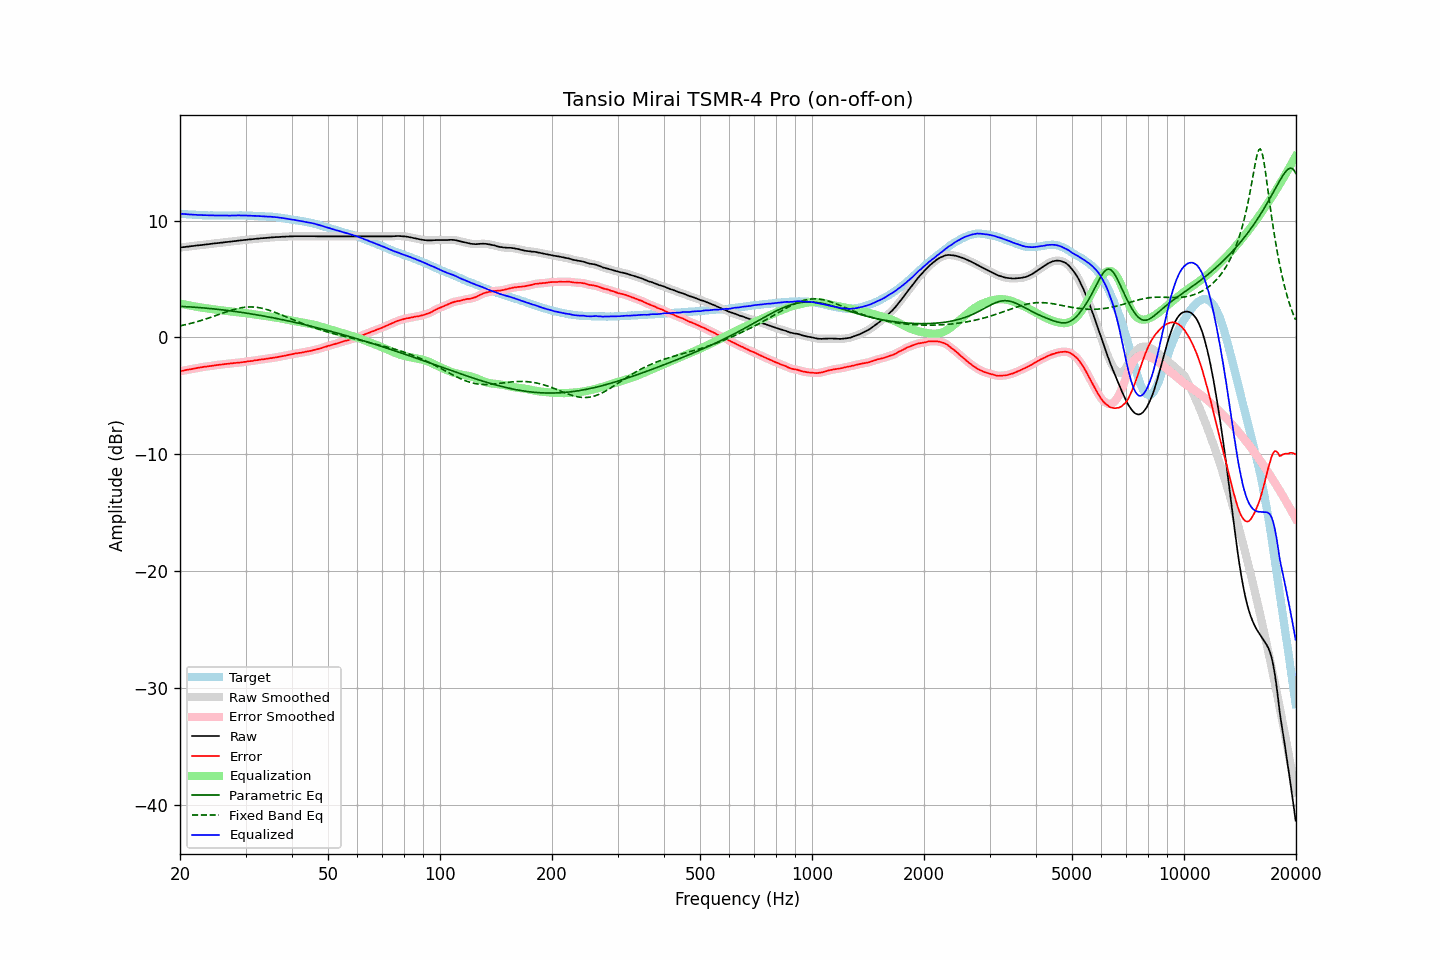 Tansio Mirai TSMR-4 Pro (on-off-on)
Amplitude (dBr)
10
0
−10
−20
−30
−40
Target
Raw Smoothed
Error Smoothed
Raw
Error
Equalization
Parametric Eq
Fixed Band Eq
Equalized
20 50 100 200 500 1000 2000 5000 10000 20000
Frequency (Hz)